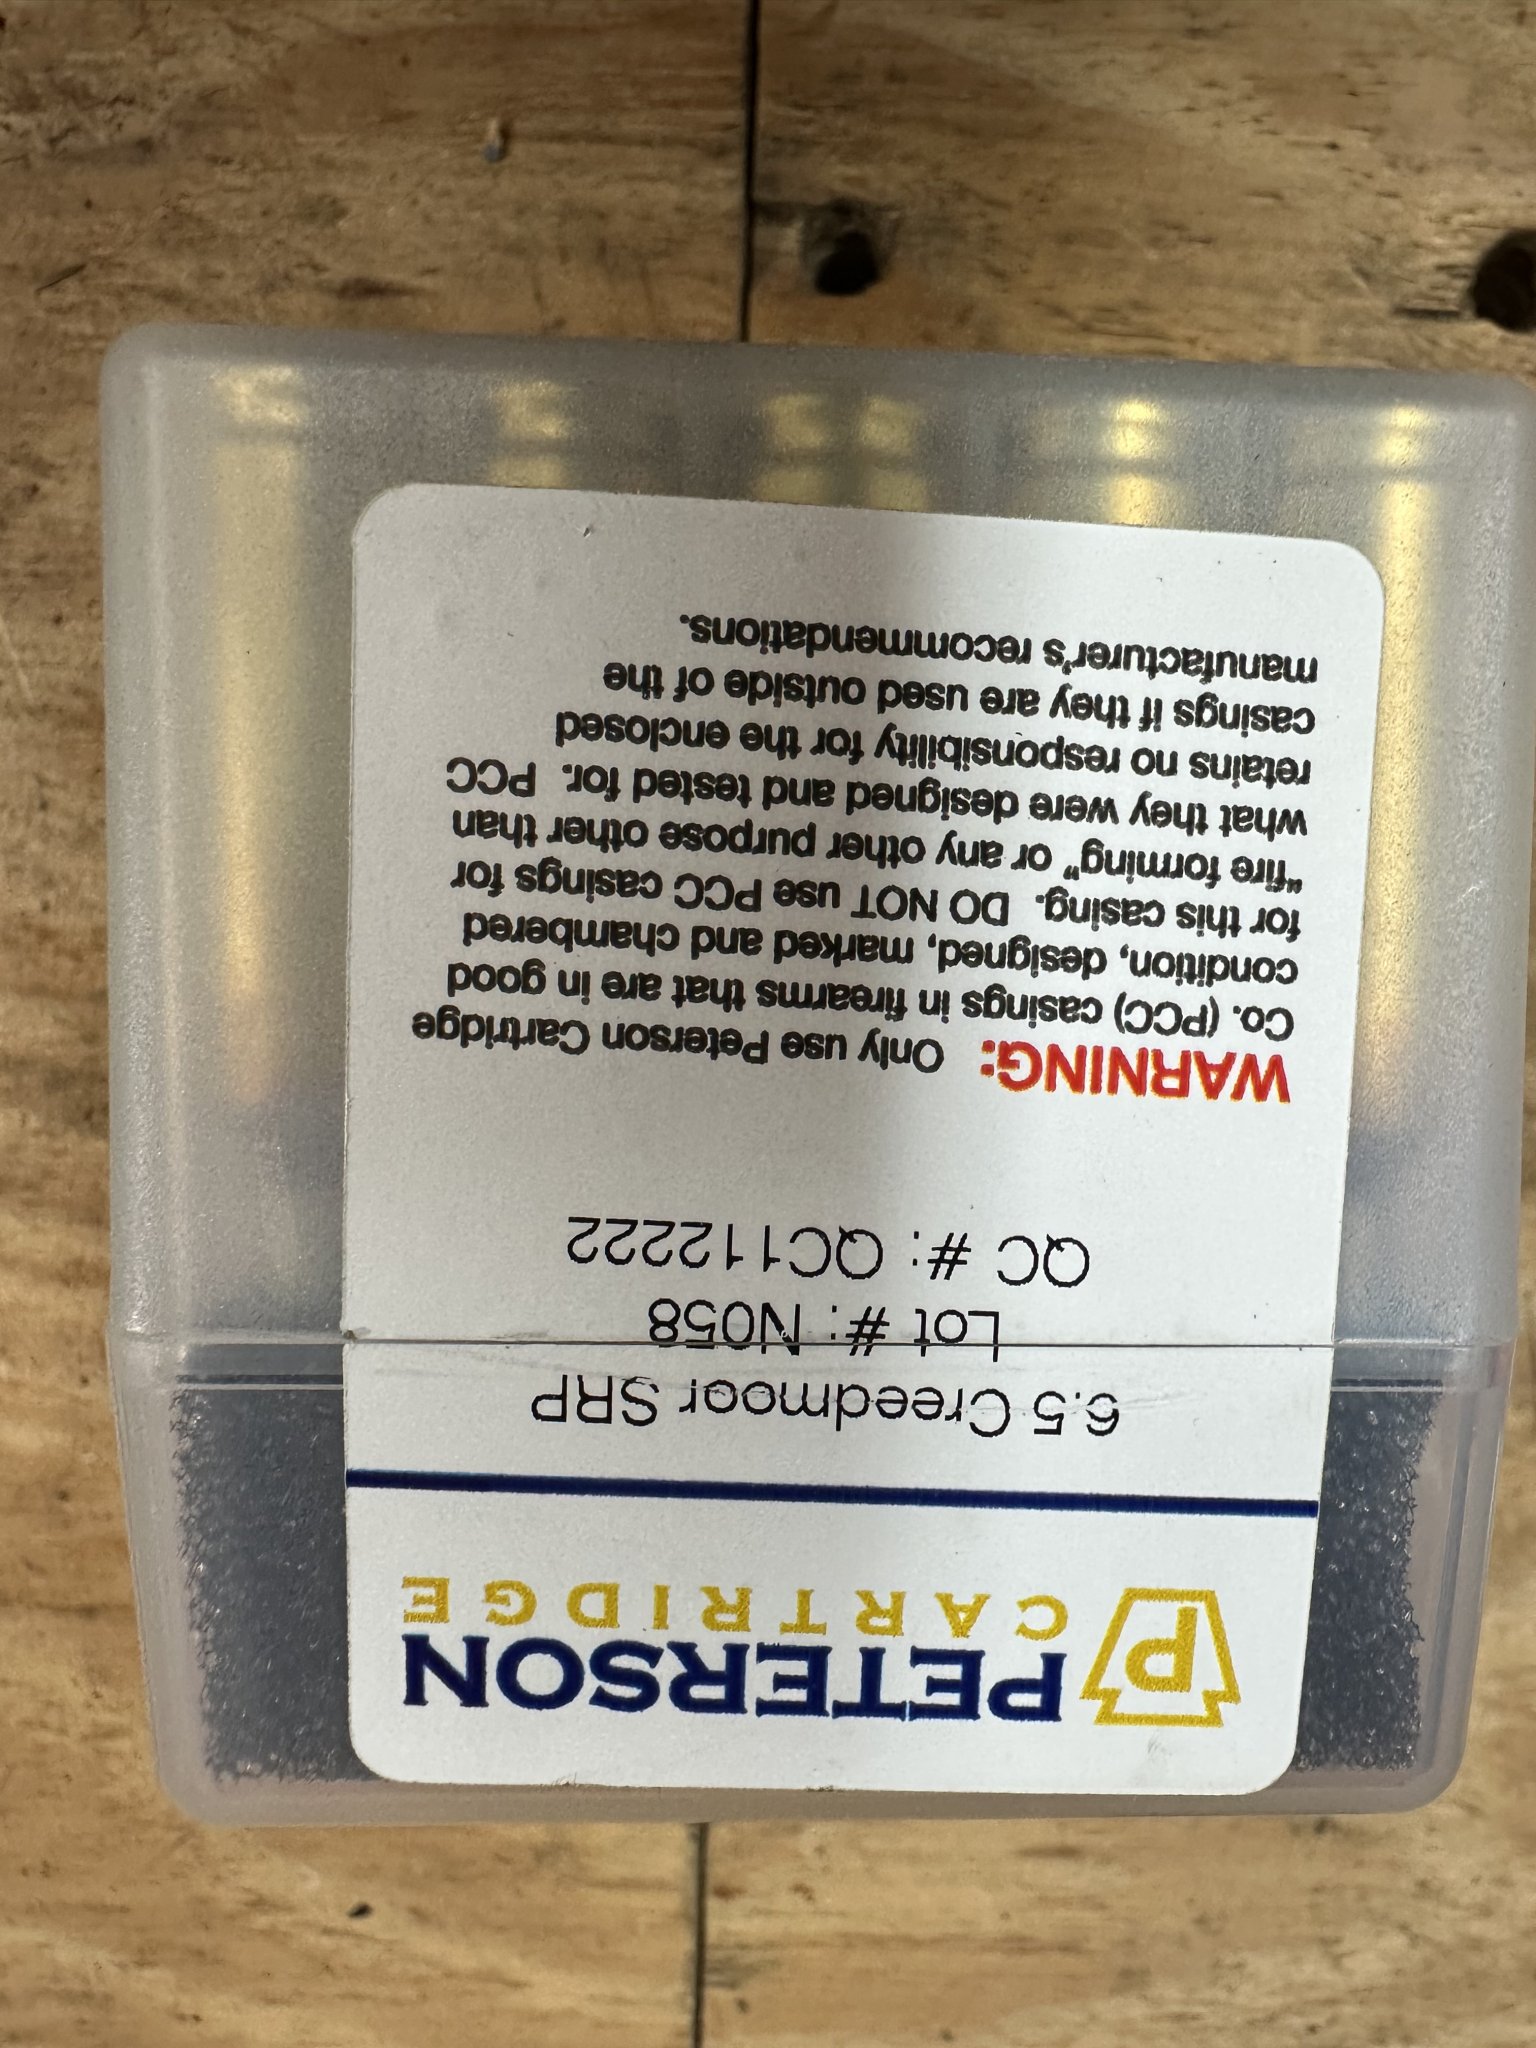 P
PETERSON
CARTRIDGE
6.5 Creedmoor SRP
Lot #: N058
QC #: QC112222
WARNING: Only use Peterson Cartridge
Co. (PCC) casings in firearms that are in good
condition, designed, marked and chambered
for this casing. DO NOT use PCC casings for
"fire forming" or any other purpose other than
what they were designed and tested for. PCC
retains no responsibility for the enclosed
casings if they are used outside of the
manufacturer's recommendations.